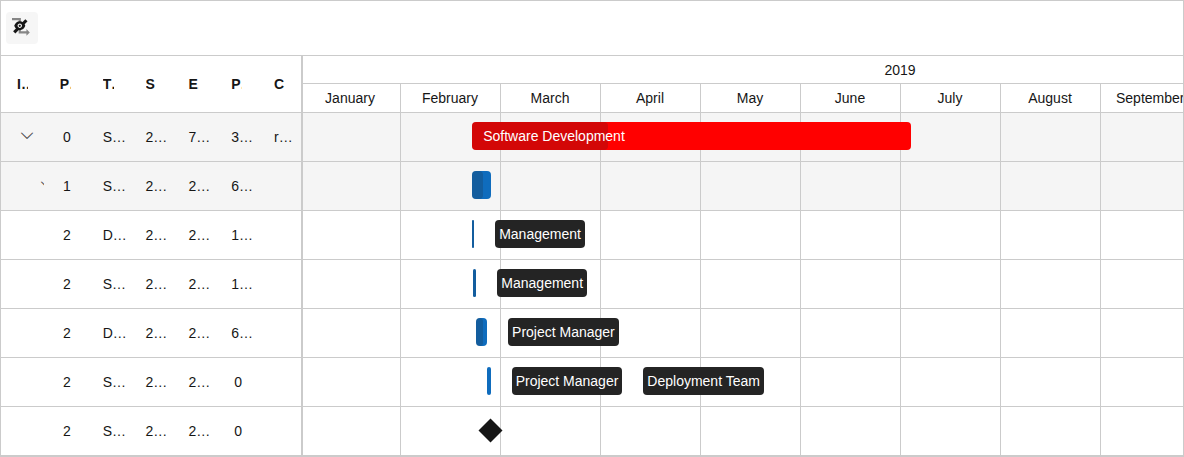 2019
I.. P. T. S E P C January February March April May June July August September
0 S... 2... 7... 3... r... Software Development
1 S... 2... 2... 6...
2 D... 2... 2... 1... Management
2 S... 2... 2... 1... Management
2 D... 2... 2... 6... Project Manager
2 S... 2... 2... 0 Project Manager Deployment Team
2 S... 2... 2... 0